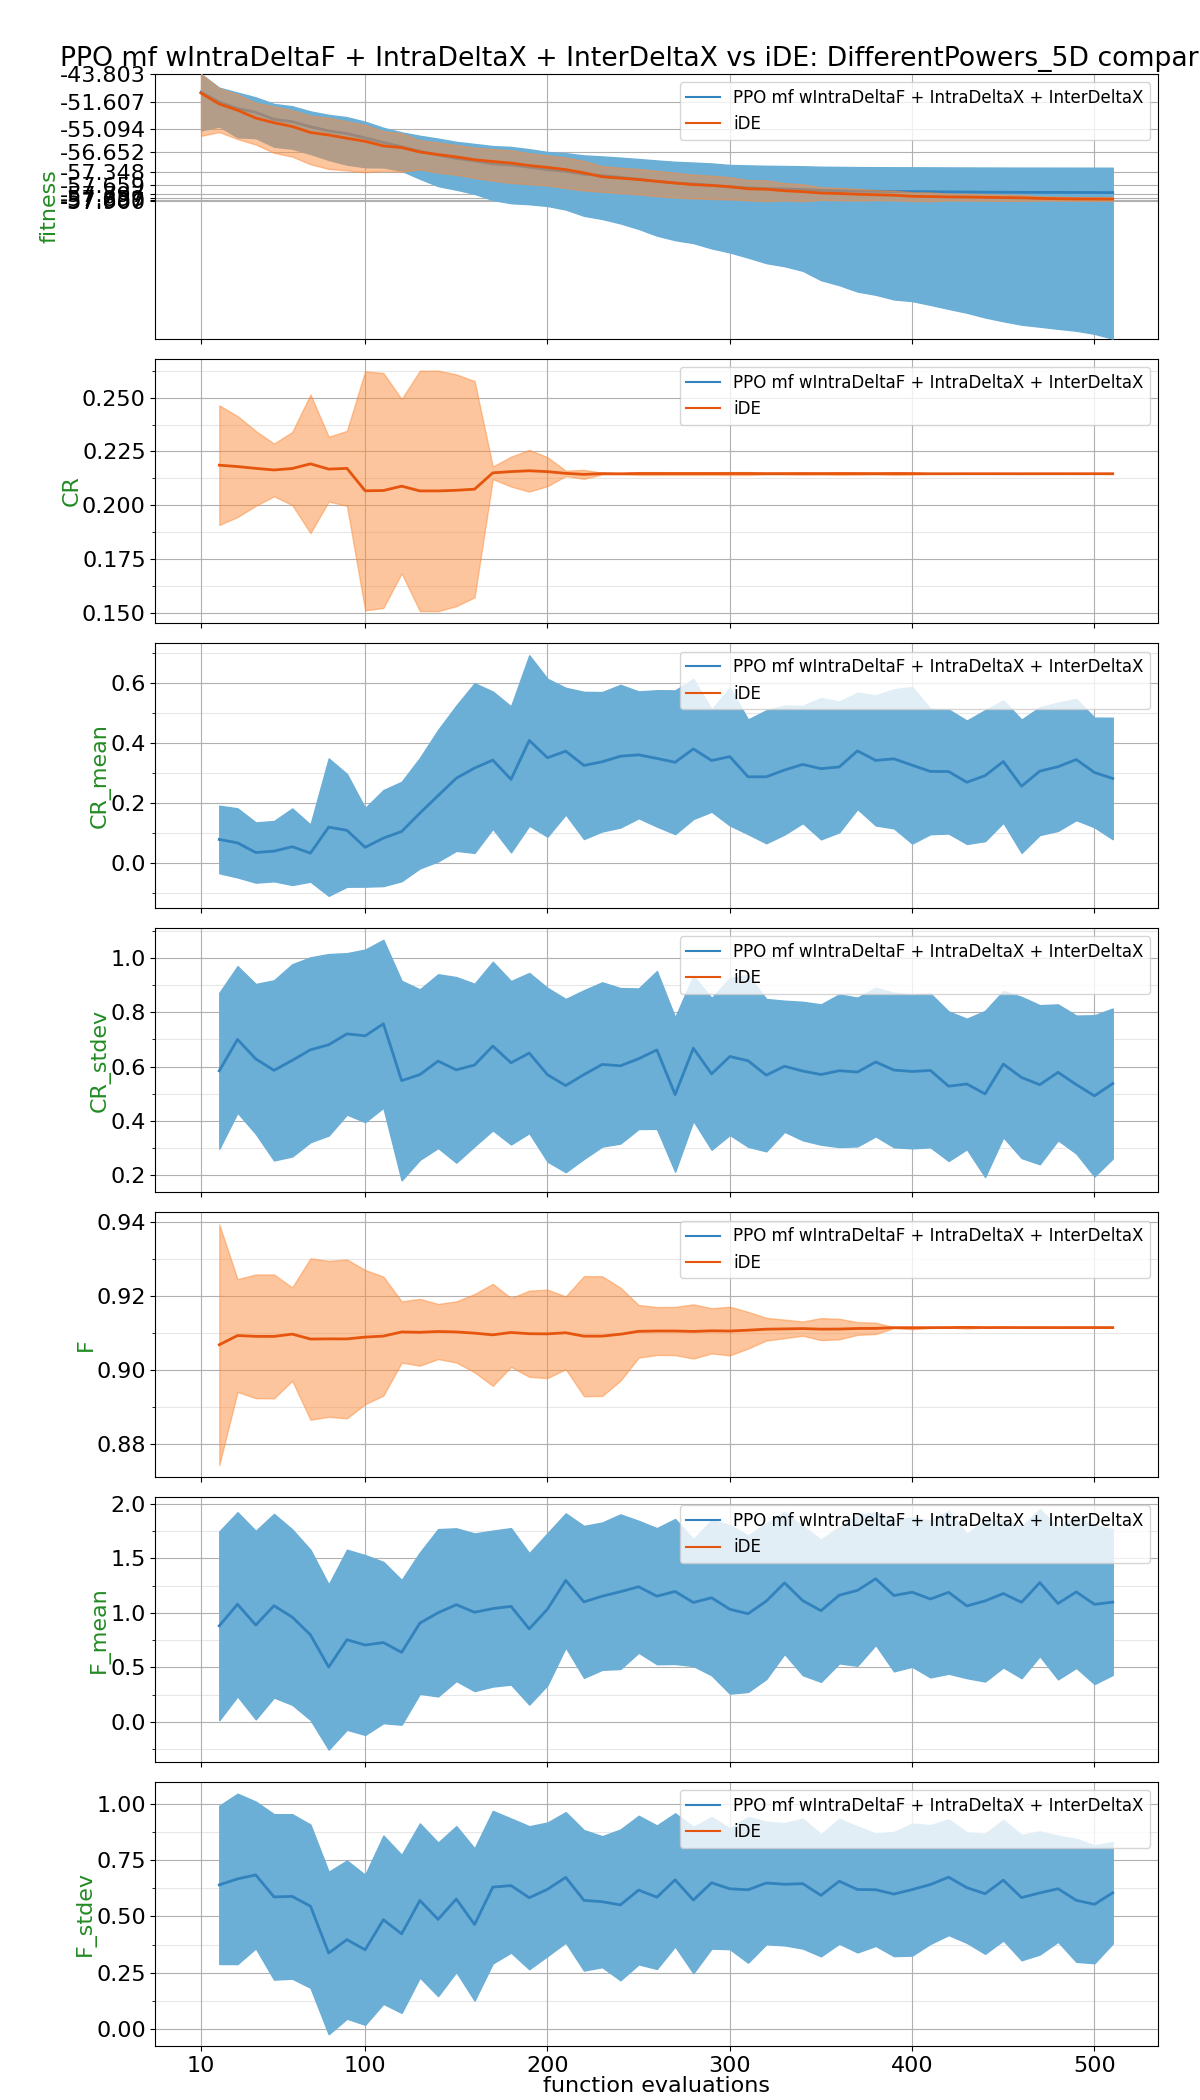 PPO mf wIntraDeltaF + IntraDeltaX + InterDeltaX vs iDE: DifferentPowers_5D compar
-43.803
-51.607
-55.094
-56.652
-57.348
-57.659
fitness
PPO mf wIntraDeltaF + IntraDeltaX + InterDeltaX
iDE
0.250
0.225
0.200
0.175
0.150
CR
PPO mf wIntraDeltaF + IntraDeltaX + InterDeltaX
iDE
0.6
0.4
0.2
0.0
CR_mean
PPO mf wIntraDeltaF + IntraDeltaX + InterDeltaX
iDE
1.0
0.8
0.6
0.4
0.2
CR_stdev
PPO mf wIntraDeltaF + IntraDeltaX + InterDeltaX
iDE
0.94
0.92
0.90
0.88
F
PPO mf wIntraDeltaF + IntraDeltaX + InterDeltaX
iDE
2.0
1.5
1.0
0.5
0.0
F_mean
PPO mf wIntraDeltaF + IntraDeltaX + InterDeltaX
iDE
1.00
0.75
0.50
0.25
0.00
F_stdev
PPO mf wIntraDeltaF + IntraDeltaX + InterDeltaX
iDE
10 100 200 300 400 500
function evaluations